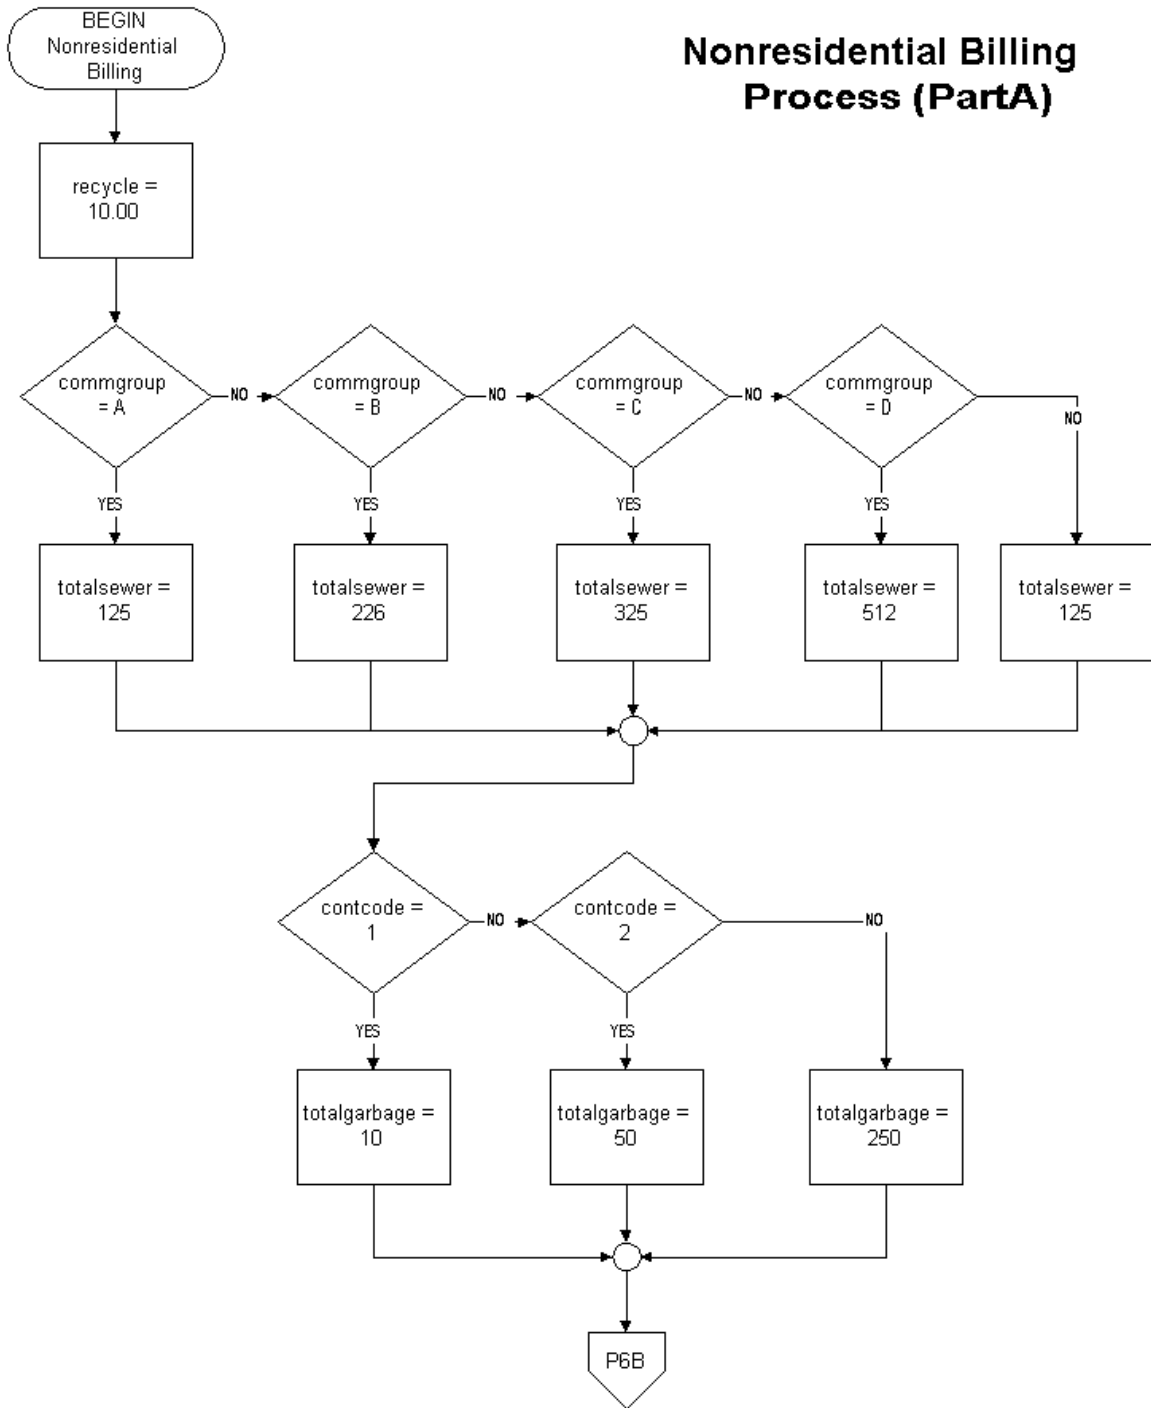 BEGIN
Nonresidential
Billing
Nonresidential Billing
Process (PartA)
recycle =
10.00
commgroup
= A
NO
commgroup
= B
NO
commgroup
= C
NO
commgroup
= D
NO
YES
YES
YES
YES
totalsewer =
125
totalsewer =
226
totalsewer =
325
totalsewer =
512
totalsewer =
125
contcode =
1
NO
contcode =
2
NO
YES
YES
totalgarbage =
10
totalgarbage =
50
totalgarbage =
250
P6B